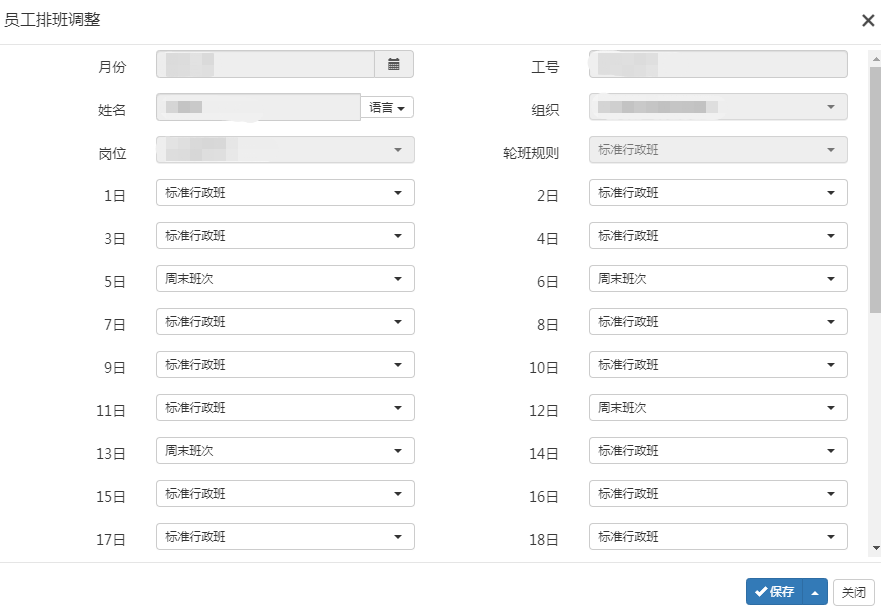 员工排班调整
月份
工号
姓名
语言
组织
岗位
轮班规则 标准行政班
1日 标准行政班
2日 标准行政班
3日 标准行政班
4日 标准行政班
5日 周末班次
6日 周末班次
7日 标准行政班
8日 标准行政班
9日 标准行政班
10日 标准行政班
11日 标准行政班
12日 周末班次
13日 周末班次
14日 标准行政班
15日 标准行政班
16日 标准行政班
17日 标准行政班
18日 标准行政班
保存
关闭